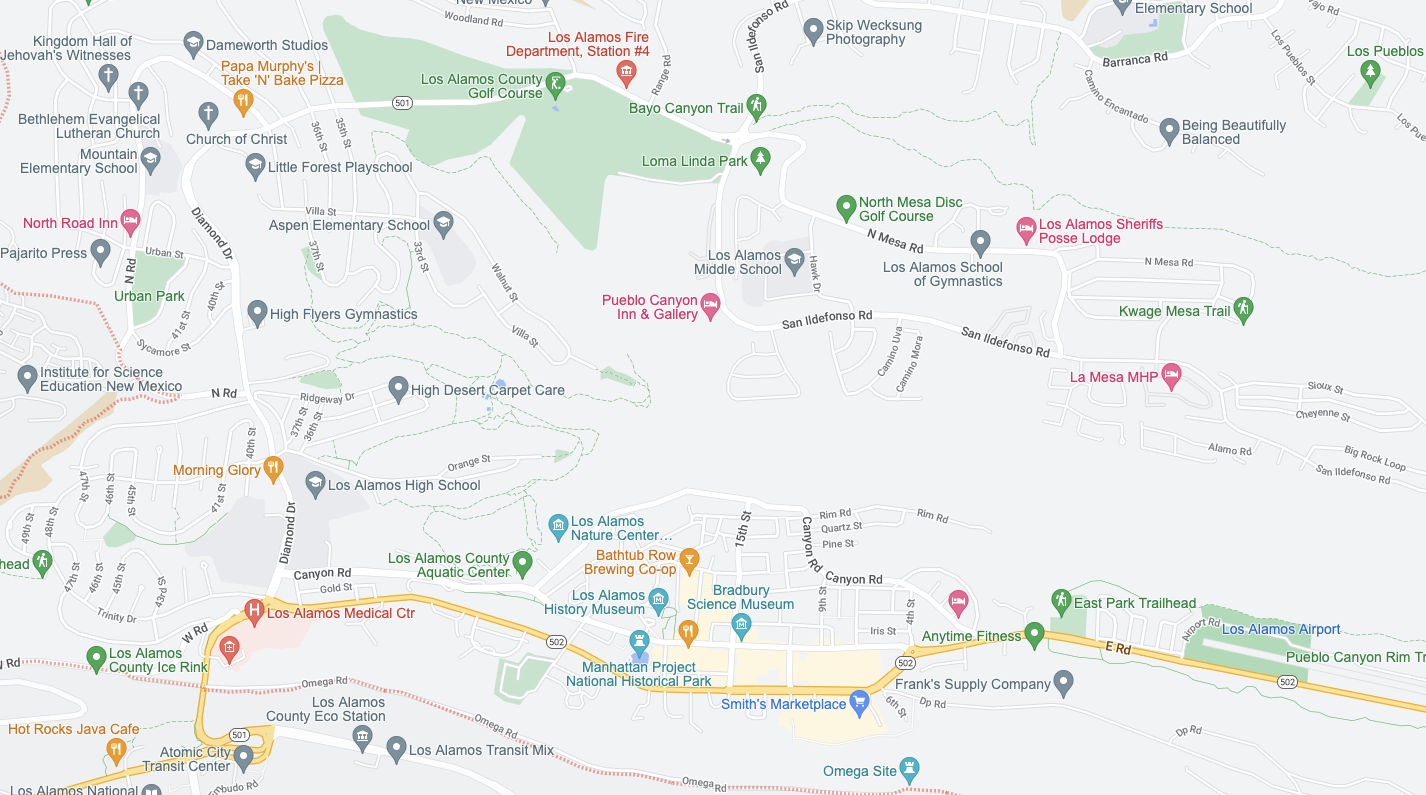 New Mexico
Woodland Rd
San Ildefonso Rd
Skip Wecksung
Photography
Elementary School
Kingdom Hall of
Jehovah's Witnesses
Dameworth Studios
Los Alamos Fire
Department, Station #4
Range Rd
Barranca Rd
Los Pueblos St
Los Pueblos
Papa Murphy's |
Take 'N' Bake Pizza
Los Alamos County
Golf Course
501
Bayo Canyon Trail
Camino Encantado
Bethlehem Evangelical
Lutheran Church
Church of Christ
36th St
35th St
Being Beautifully
Balanced
Mountain
Elementary School
Little Forest Playschool
Loma Linda Park
North Road Inn
Diamond Dr
Villa St
Aspen Elementary School
North Mesa Disc
Golf Course
N Mesa Rd
Los Alamos Sheriffs
Posse Lodge
Pajarito Press
Urban St
37th St
33rd St
Walnut St
Los Alamos
Middle School
Hawk Dr
Los Alamos School
of Gymnastics
N Mesa Rd
N Rd
Urban Park
40th St
41st St
Sycamore St
High Flyers Gymnastics
Villa St
Pueblo Canyon
Inn & Gallery
San Ildefonso Rd
Camino Uva
Camino Mora
San Ildefonso Rd
Kwage Mesa Trail
Institute for Science
Education New Mexico
N Rd
Ridgeway Dr
High Desert Carpet Care
La Mesa MHP
Sioux St
Cheyenne St
37th St
36th St
40th St
Alamo Rd
Big Rock Loop
San Ildefonso Rd
Morning Glory
Orange St
Los Alamos High School
47th St
46th St
45th St
41st St
49th St
48th St
Diamond Dr
Los Alamos
Nature Center...
15th St
Canyon Rd
Rim Rd
Quartz St
Pine St
Rim Rd
head
Los Alamos County
Aquatic Center
Bathtub Row
Brewing Co-op
47th St
46th St
45th St
43rd St
Canyon Rd
Gold St
Canyon Rd
Los Alamos
History Museum
Bradbury
Science Museum
9th St
4th St
East Park Trailhead
Trinity Dr
Los Alamos Medical Ctr
W Rd
502
Iris St
Anytime Fitness
E Rd
Airport Rd
Los Alamos Airport
Los Alamos
County Ice Rink
Manhattan Project
National Historical Park
502
Pueblo Canyon Rim Tr
502
Omega Rd
Smith's Marketplace
Frank's Supply Company
6th St
Dp Rd
Dp Rd
Los Alamos
County Eco Station
Omega Rd
Hot Rocks Java Cafe
501
Atomic City
Transit Center
Los Alamos Transit Mix
Omega Rd
Omega Site
Los Alamos National